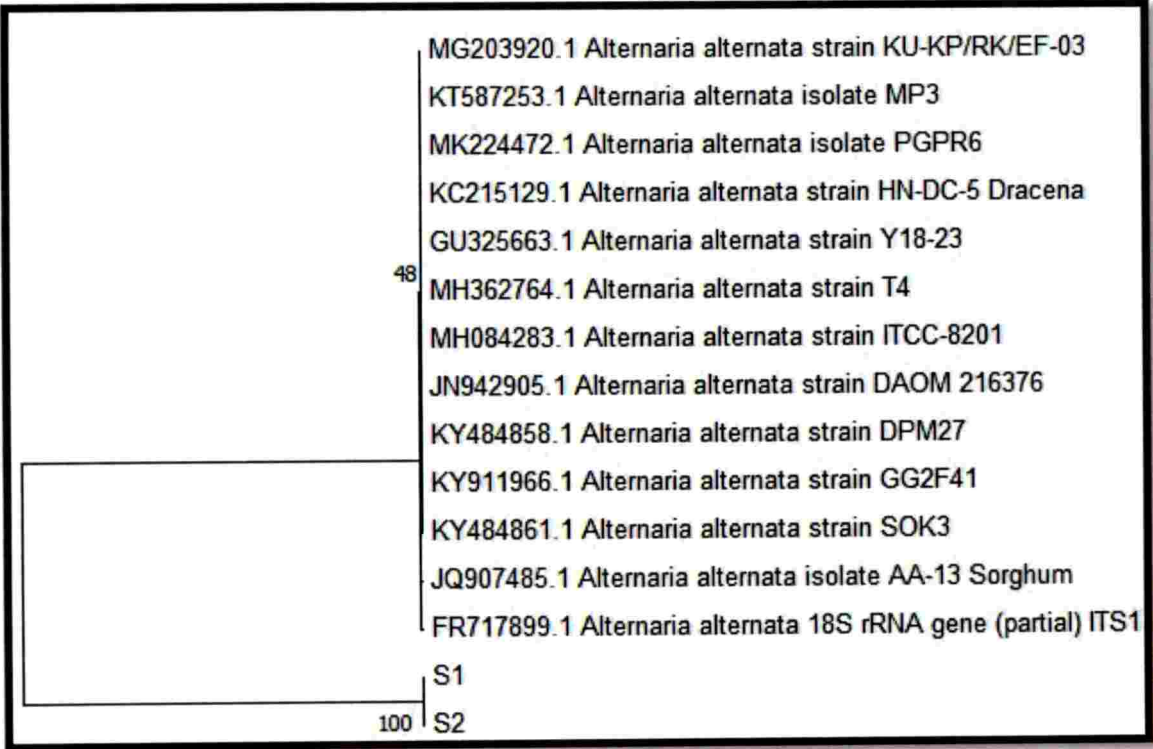 MG203920.1 Alternaria alternata strain KU-KP/RK/EF-03
KT587253.1 Alternaria alternata isolate MP3
MK224472.1 Alternaria alternata isolate PGPR6
KC215129.1 Alternaria alternata strain HN-DC-5 Dracena
GU325663.1 Alternaria alternata strain Y18-23
48
MH362764.1 Alternaria alternata strain T4
MH084283.1 Alternaria alternata strain ITCC-8201
JN942905.1 Alternaria alternata strain DAOM 216376
KY484858.1 Alternaria alternata strain DPM27
KY911966.1 Alternaria alternata strain GG2F41
KY484861.1 Alternaria alternata strain SOK3
JQ907485.1 Alternaria alternata isolate AA-13 Sorghum
FR717899.1 Alternaria alternata 18S rRNA gene (partial) ITS1
S1
100 S2